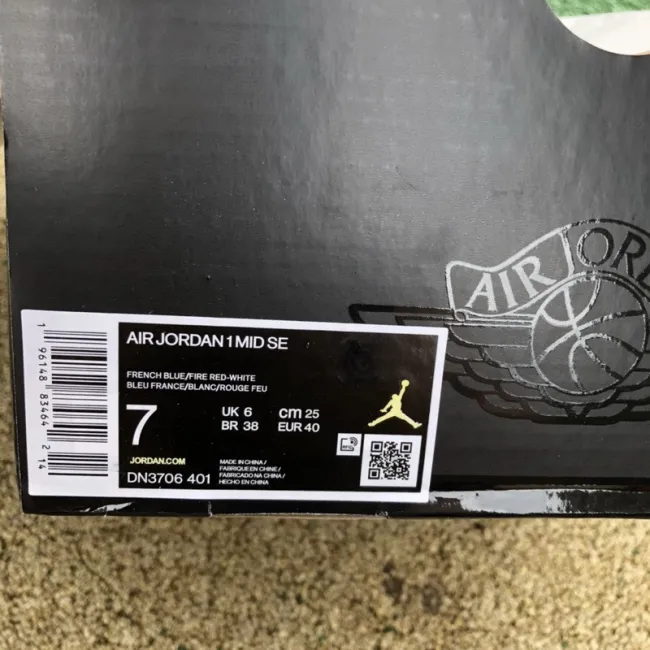 AIR JORDAN
AIR JORDAN 1 MID SE
FRENCH BLUE/FIRE RED-WHITE
BLEU FRANCE/BLANC/ROUGE FEU
7
UK 6 cm 25
BR 38 EUR 40
JORDAN.COM
DN3706 401
MADE IN CHINA /
FABRIQUE EN CHINE /
FABRICADO NA CHINA /
HECHO EN CHINA
1 96148 83464 2 14